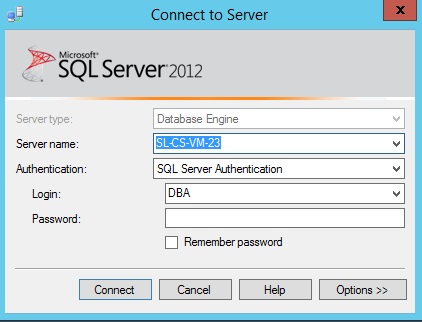 Connect to Server
x
Microsoft®
SQL Server® 2012
Server type: Database Engine
Server name: SL-CS-VM-23
Authentication: SQL Server Authentication
Login: DBA
Password:
Remember password
Connect Cancel Help Options >>